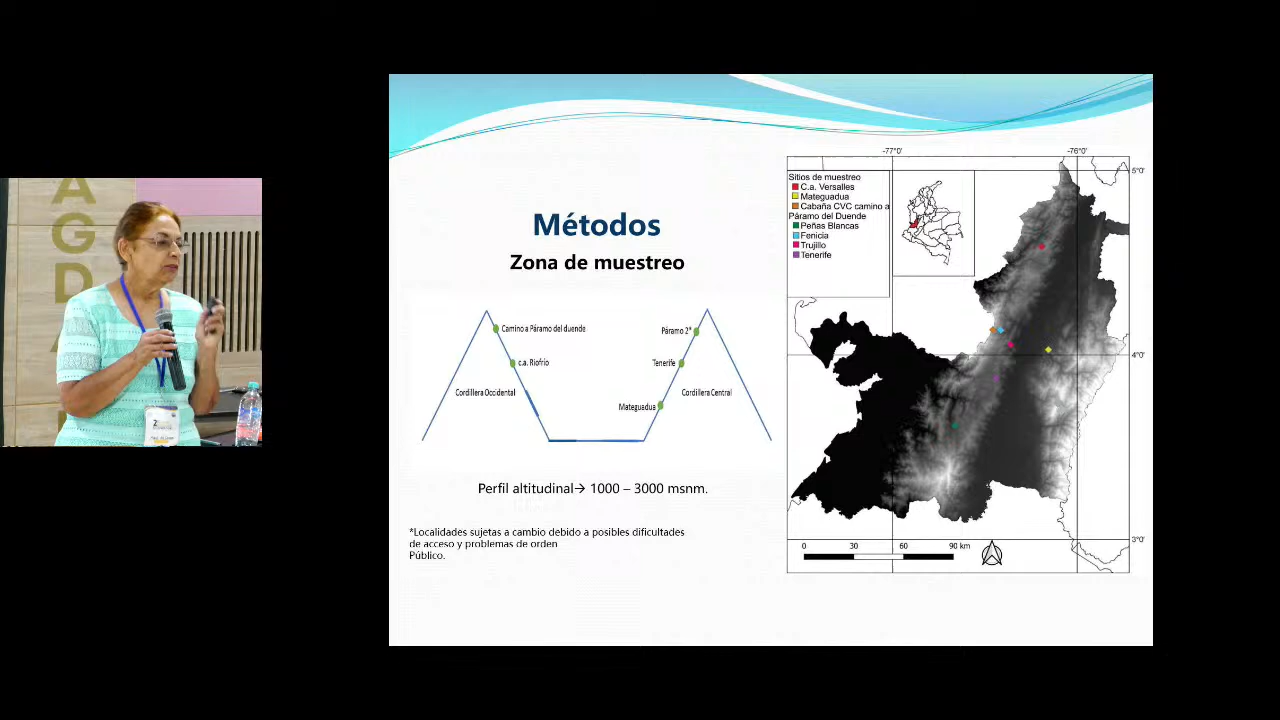 A
G
D
Métodos
Zona de muestreo
Camino a Páramo del duende
c.a. Riofrío
Cordillera Occidental
Páramo 2*
Tenerife
Cordillera Central
Mateguadua
Perfil altitudinal→ 1000 – 3000 msnm.
*Localidades sujetas a cambio debido a posibles dificultades
de acceso y problemas de orden
Público.
-77°0'
-76°0'
Sitios de muestreo
C.a. Versalles
Mateguadua
Cabaña CVC camino a
Páramo del Duende
Peñas Blancas
Fenicia
Trujillo
Tenerife
5°0'
4°0'
3°0'
0 30 60 90 km